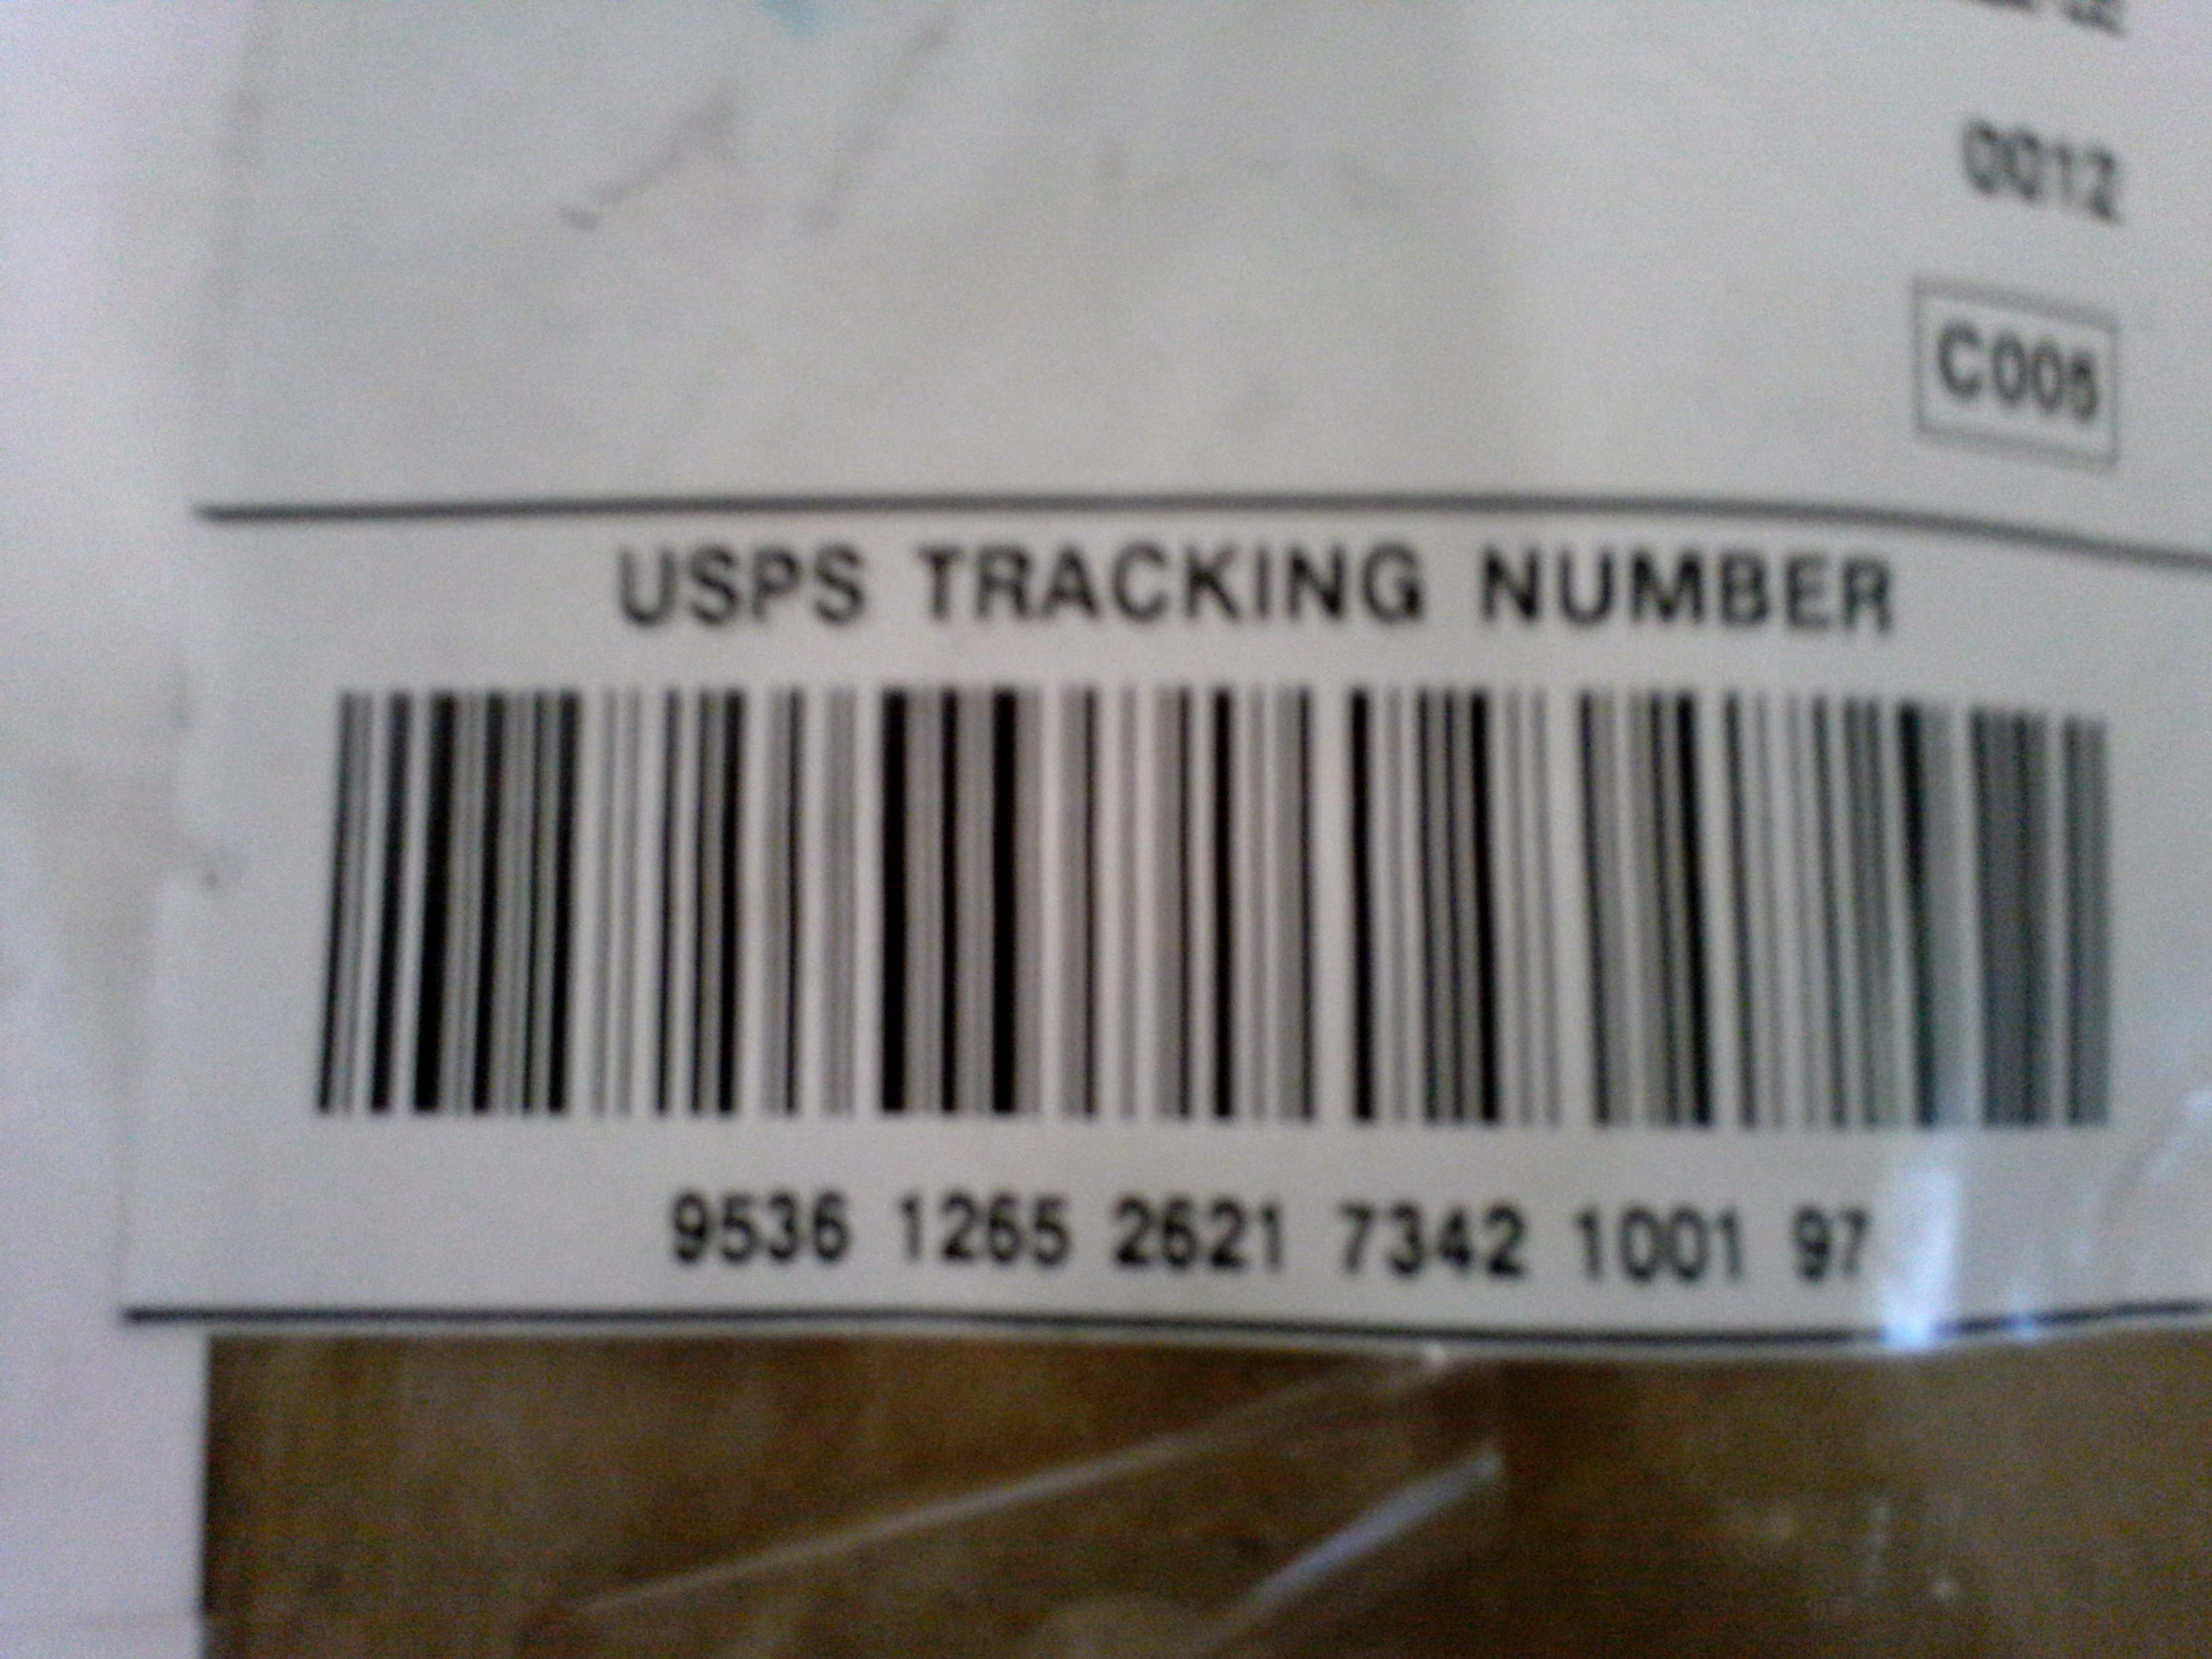 0012
C005
USPS TRACKING NUMBER
9536 1265 2621 7342 1001 97